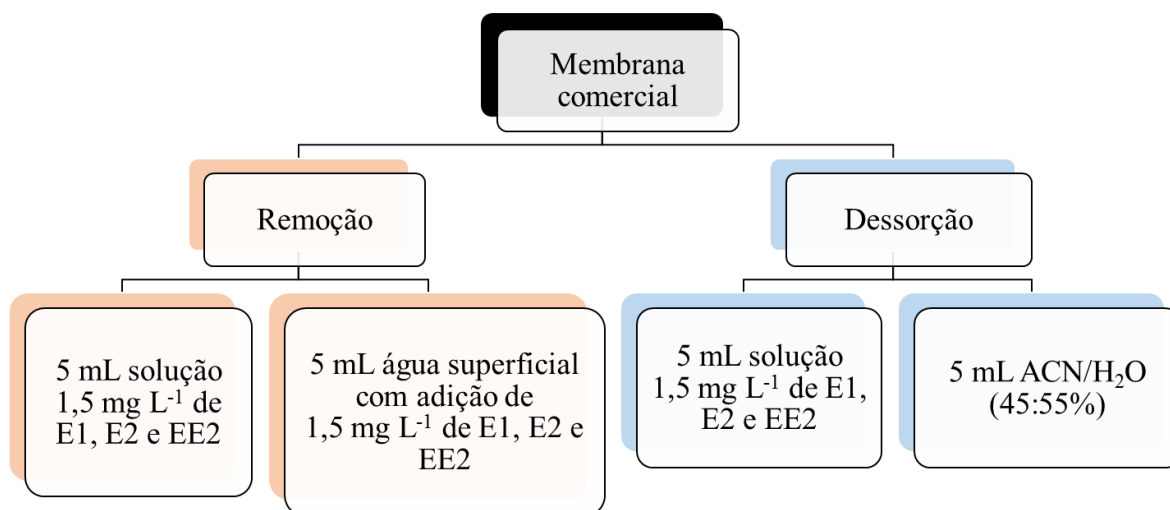 Membrana
comercial
Remoção
Dessorção
5 mL solução
1,5 mg L⁻¹ de
E1, E2 e EE2
5 mL água superficial
com adição de
1,5 mg L⁻¹ de E1, E2 e
EE2
5 mL solução
1,5 mg L⁻¹ de E1,
E2 e EE2
5 mL ACN/H₂O
(45:55%)